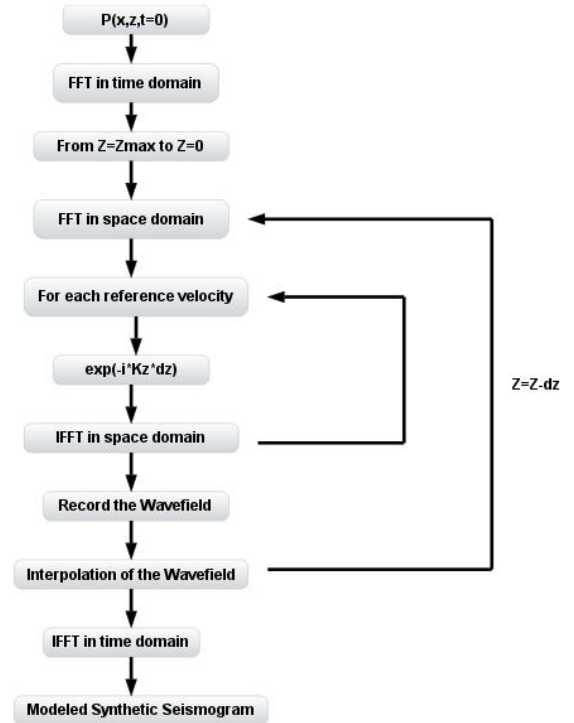 P(x,z,t=0)
FFT in time domain
From Z=Zmax to Z=0
FFT in space domain
For each reference velocity
exp(-i*Kz*dz)
Z=Z-dz
IFFT in space domain
Record the Wavefield
Interpolation of the Wavefield
IFFT in time domain
Modeled Synthetic Seismogram